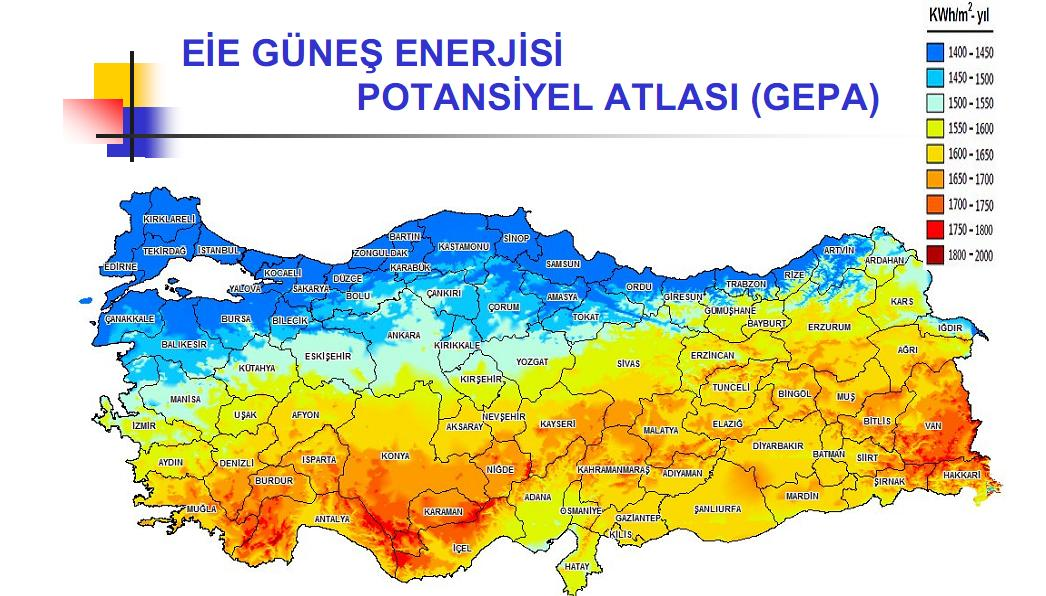 KWh/m²- yıl
EİE GÜNEŞ ENERJİSİ
POTANSİYEL ATLASI (GEPA)
1400 - 1450
1450 - 1500
1500 - 1550
1550 - 1600
1600 - 1650
1650 - 1700
1700 - 1750
1750 - 1800
1800 - 2000
KIRKLARELİ
TEKİRDAĞ
İSTANBUL
EDİRNE
KOCAELİ
YALOVA
SAKARYA
DÜZCE
BOLU
ZONGULDAK
BARTIN
KARABÜK
KASTAMONU
SİNOP
SAMSUN
ÇANKIRI
ÇORUM
AMASYA
TOKAT
ORDU
GİRESUN
TRABZON
RİZE
ARTVİN
ARDAHAN
GÜMÜŞHANE
BAYBURT
ERZURUM
KARS
IĞDIR
AĞRI
ÇANAKKALE
BURSA
BİLECİK
BALIKESİR
KÜTAHYA
ESKİŞEHİR
ANKARA
KIRIKKALE
KIRŞEHİR
YOZGAT
SİVAS
ERZİNCAN
TUNCELİ
BİNGÖL
MUŞ
BİTLİS
VAN
MANİSA
İZMİR
UŞAK
AFYON
AKSARAY
NEVŞEHİR
KAYSERİ
MALATYA
ELAZIĞ
DİYARBAKIR
BATMAN
SİİRT
ŞIRNAK
HAKKARİ
AYDIN
DENİZLİ
BURDUR
ISPARTA
KONYA
NİĞDE
KAHRAMANMARAŞ
ADIYAMAN
MARDİN
MUĞLA
ANTALYA
KARAMAN
İÇEL
ADANA
OSMANİYE
GAZİANTEP
KİLİS
ŞANLIURFA
HATAY